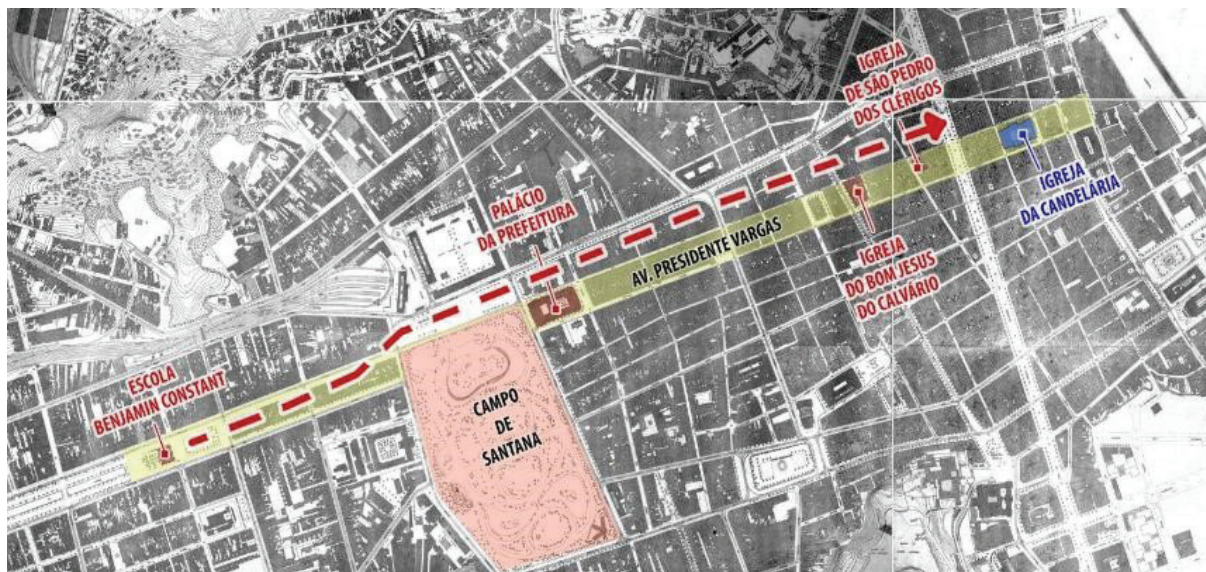 IGREJA
DE SÃO PEDRO
DOS CLÉRIGOS
PALÁCIO
DA PREFEITURA
IGREJA
DA CANDELÁRIA
AV. PRESIDENTE VARGAS
IGREJA
DO BOM JESUS
DO CALVÁRIO
ESCOLA
BENJAMIN CONSTANT
CAMPO
DE
SANTANA